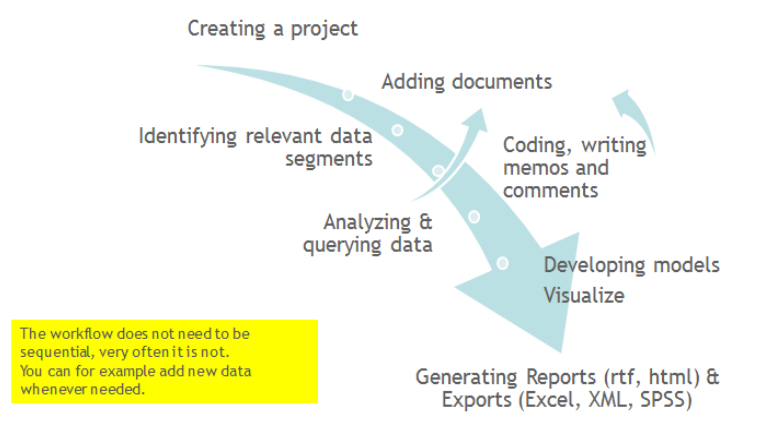 Creating a project
Adding documents
Identifying relevant data
segments
Coding, writing
memos and
comments
Analyzing &
querying data
Developing models
Visualize
The workflow does not need to be
sequential, very often it is not.
You can for example add new data
whenever needed.
Generating Reports (rtf, html) &
Exports (Excel, XML, SPSS)